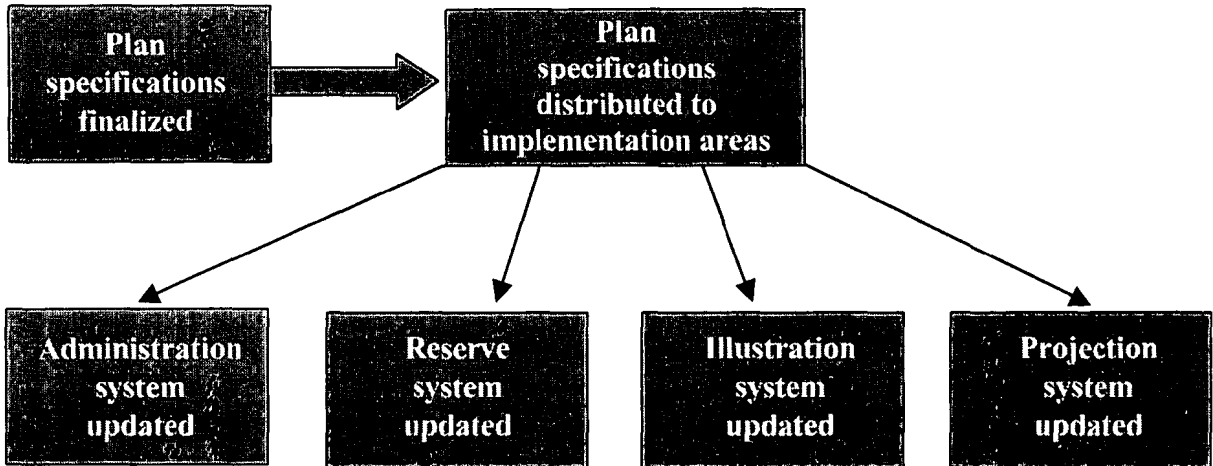 Plan
specifications
finalized
Plan
specifications
distributed to
implementation areas
Administration
system
updated
Reserve
system
updated
Illustration
system
updated
Projection
system
updated